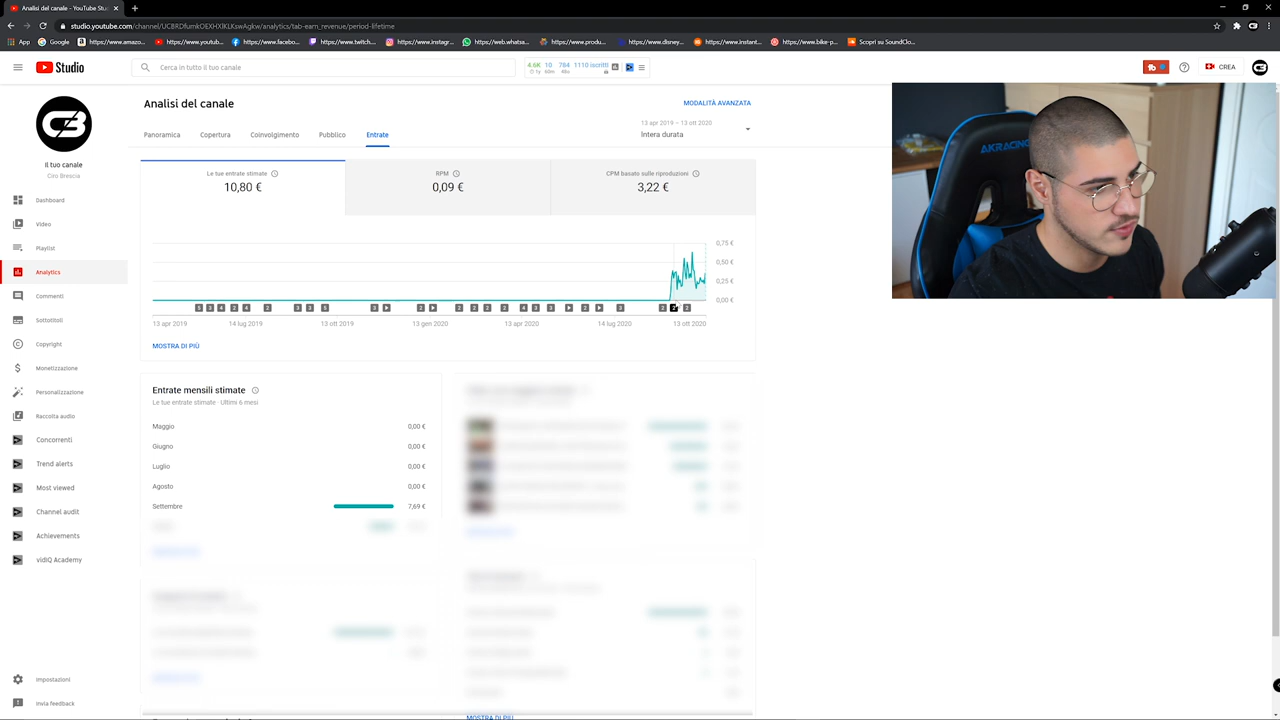 Analisi del canale - YouTube Stu
studio.youtube.com/channel/UCBRDfumkOEXHXlKLKswAgkw/analytics/tab-earn_revenue/period-lifetime
App
Google
https://www.amazo...
https://www.youtub...
https://www.facebo...
https://www.twitch....
https://www.instagr...
https://web.whatsa...
https://www.produ...
https://www.disney...
https://www.instant...
https://www.bike-p...
Scopri su SoundClo...
Studio
Cerca in tutto il tuo canale
4.6K 10 784 1110 iscritti
1y 60m 48o
CREA
Analisi del canale
MODALITÀ AVANZATA
Panoramica
Copertura
Coinvolgimento
Pubblico
Entrate
13 apr 2019 – 13 ott 2020
Intera durata
Il tuo canale
Ciro Brescia
Dashboard
Video
Playlist
Analytics
Commenti
Sottotitoli
Copyright
Monetizzazione
Personalizzazione
Raccolta audio
Concorrenti
Trend alerts
Most viewed
Channel audit
Achievements
vidIQ Academy
Impostazioni
Invia feedback
Le tue entrate stimate
10,80 €
RPM
0,09 €
CPM basato sulle riproduzioni
3,22 €
0,75 €
0,50 €
0,25 €
0,00 €
13 apr 2019
14 lug 2019
13 ott 2019
13 gen 2020
13 apr 2020
14 lug 2020
13 ott 2020
MOSTRA DI PIÙ
Entrate mensili stimate
Le tue entrate stimate · Ultimi 6 mesi
Maggio 0,00 €
Giugno 0,00 €
Luglio 0,00 €
Agosto 0,00 €
Settembre 7,69 €
MOSTRA DI PIÙ
AKRACING